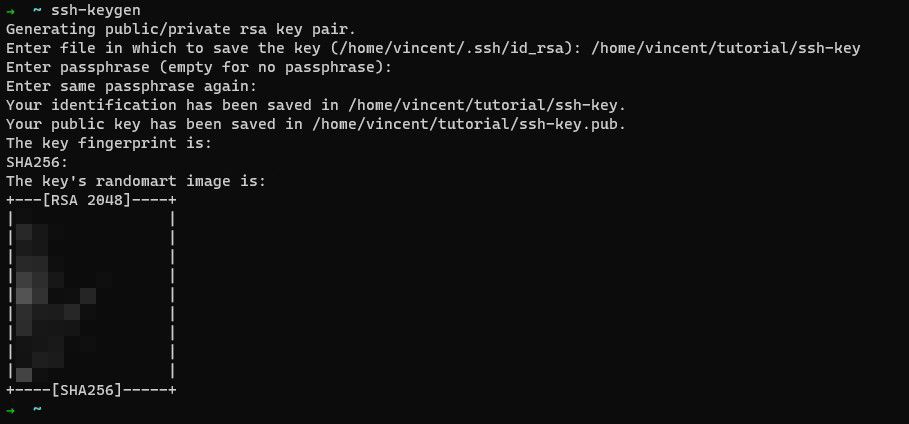 ➜  ~ ssh-keygen
Generating public/private rsa key pair.
Enter file in which to save the key (/home/vincent/.ssh/id_rsa): /home/vincent/tutorial/ssh-key
Enter passphrase (empty for no passphrase):
Enter same passphrase again:
Your identification has been saved in /home/vincent/tutorial/ssh-key.
Your public key has been saved in /home/vincent/tutorial/ssh-key.pub.
The key fingerprint is:
SHA256:
The key's randomart image is:
+---[RSA 2048]----+
|                 |
|                 |
|                 |
|                 |
|                 |
|                 |
|                 |
|                 |
|                 |
+----[SHA256]-----+
➜  ~